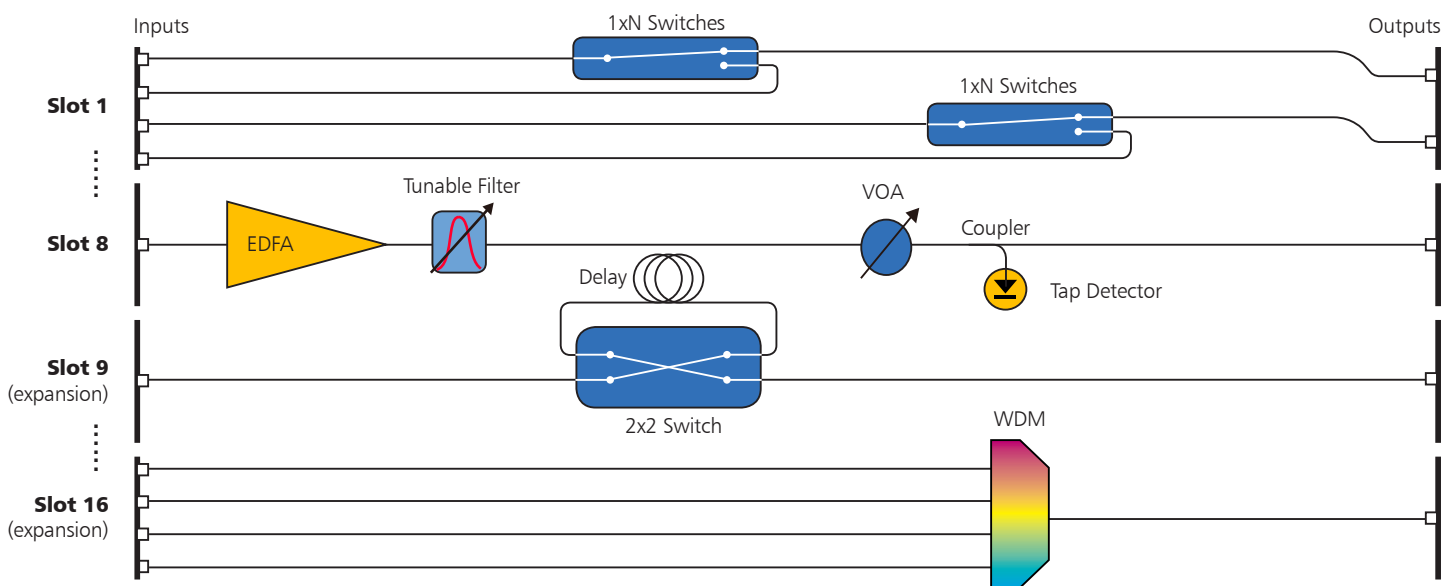 Inputs
1xN Switches
Outputs
Slot 1
1xN Switches
Tunable Filter
VOA
Slot 8
EDFA
Coupler
Delay
Tap Detector
Slot 9
(expansion)
2x2 Switch
WDM
Slot 16
(expansion)